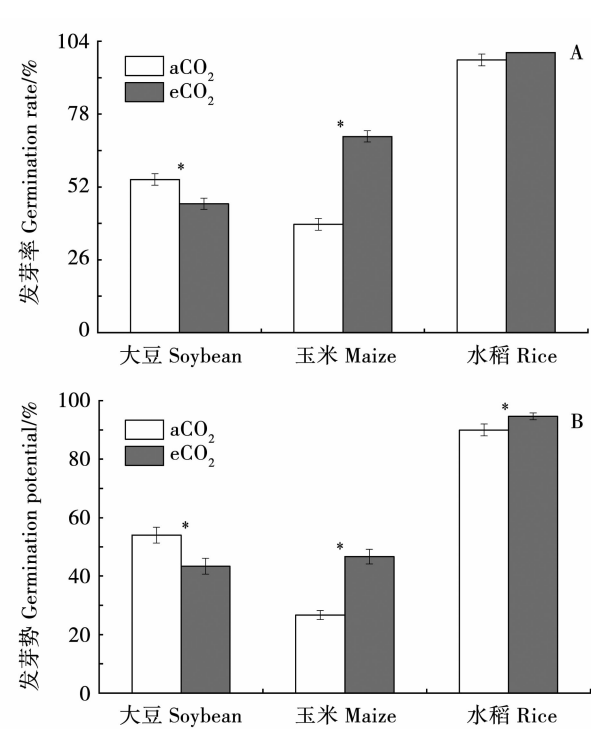 发芽率 Germination rate/%
104
78
52
26
0
aCO₂
eCO₂
A
*
*
大豆 Soybean
玉米 Maize
水稻 Rice
发芽势 Germination potential/%
100
80
60
40
20
0
aCO₂
eCO₂
B
*
*
*
大豆 Soybean
玉米 Maize
水稻 Rice